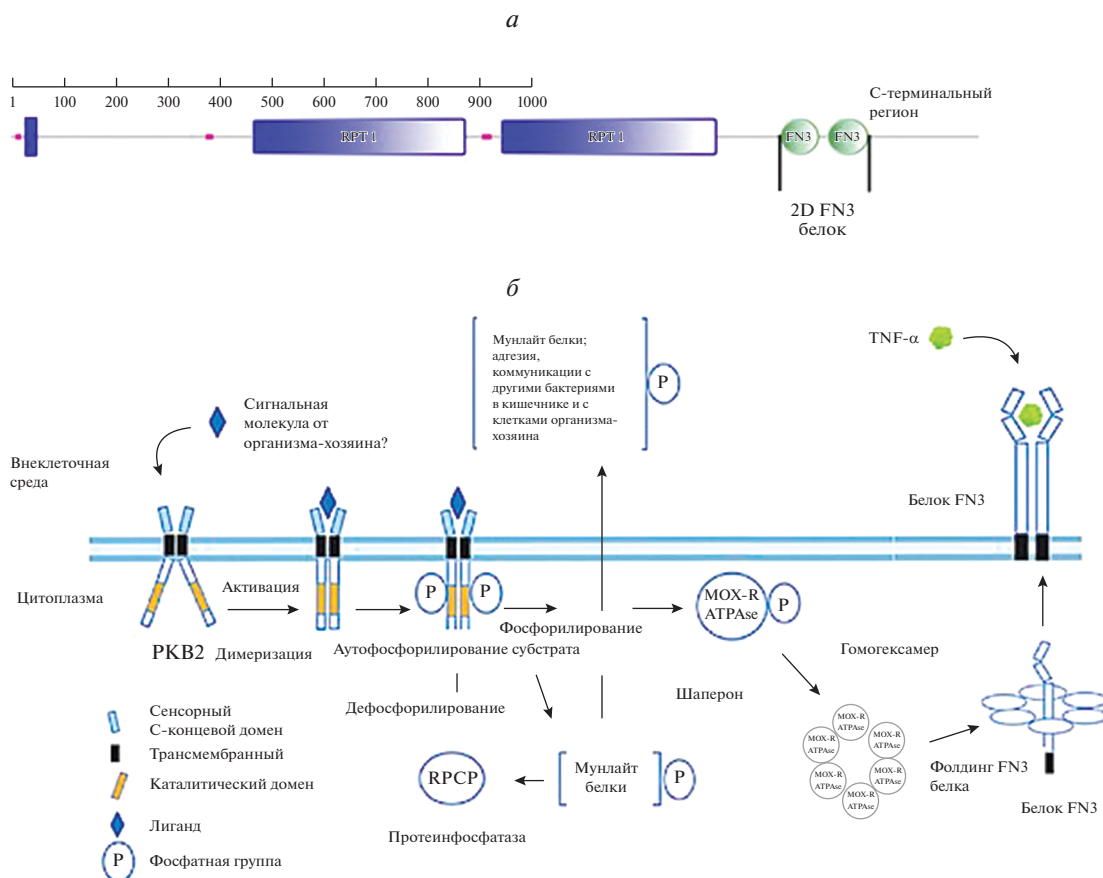 а
1 100 200 300 400 500 600 700 800 900 1000
С-терминальный
регион
RPT 1
RPT 1
FN3
FN3
2D FN3
белок
б
Мунлайт белки;
адгезия,
коммуникации с
другими бактериями
в кишечнике и с
клетками организма-
хозяина
P
TNF-α
Сигнальная
молекула от
организма-хозяина?
Внеклеточная
среда
Белок FN3
Цитоплазма
Активация
P
P
MOX-R
ATPAse
P
Фосфорилирование
PKB2
Димеризация
Аутофосфорилирование субстрата
Гомогексамер
Шаперон
Дефосфорилирование
Сенсорный
С-концевой домен
Трансмембранный
Каталитический домен
Лиганд
P
Фосфатная группа
RPCP
Мунлайт
белки
P
Протеинфосфатаза
MOX-R
ATPAse
MOX-R
ATPAse
MOX-R
ATPAse
MOX-R
ATPAse
MOX-R
ATPAse
MOX-R
ATPAse
Фолдинг FN3
белка
Белок FN3